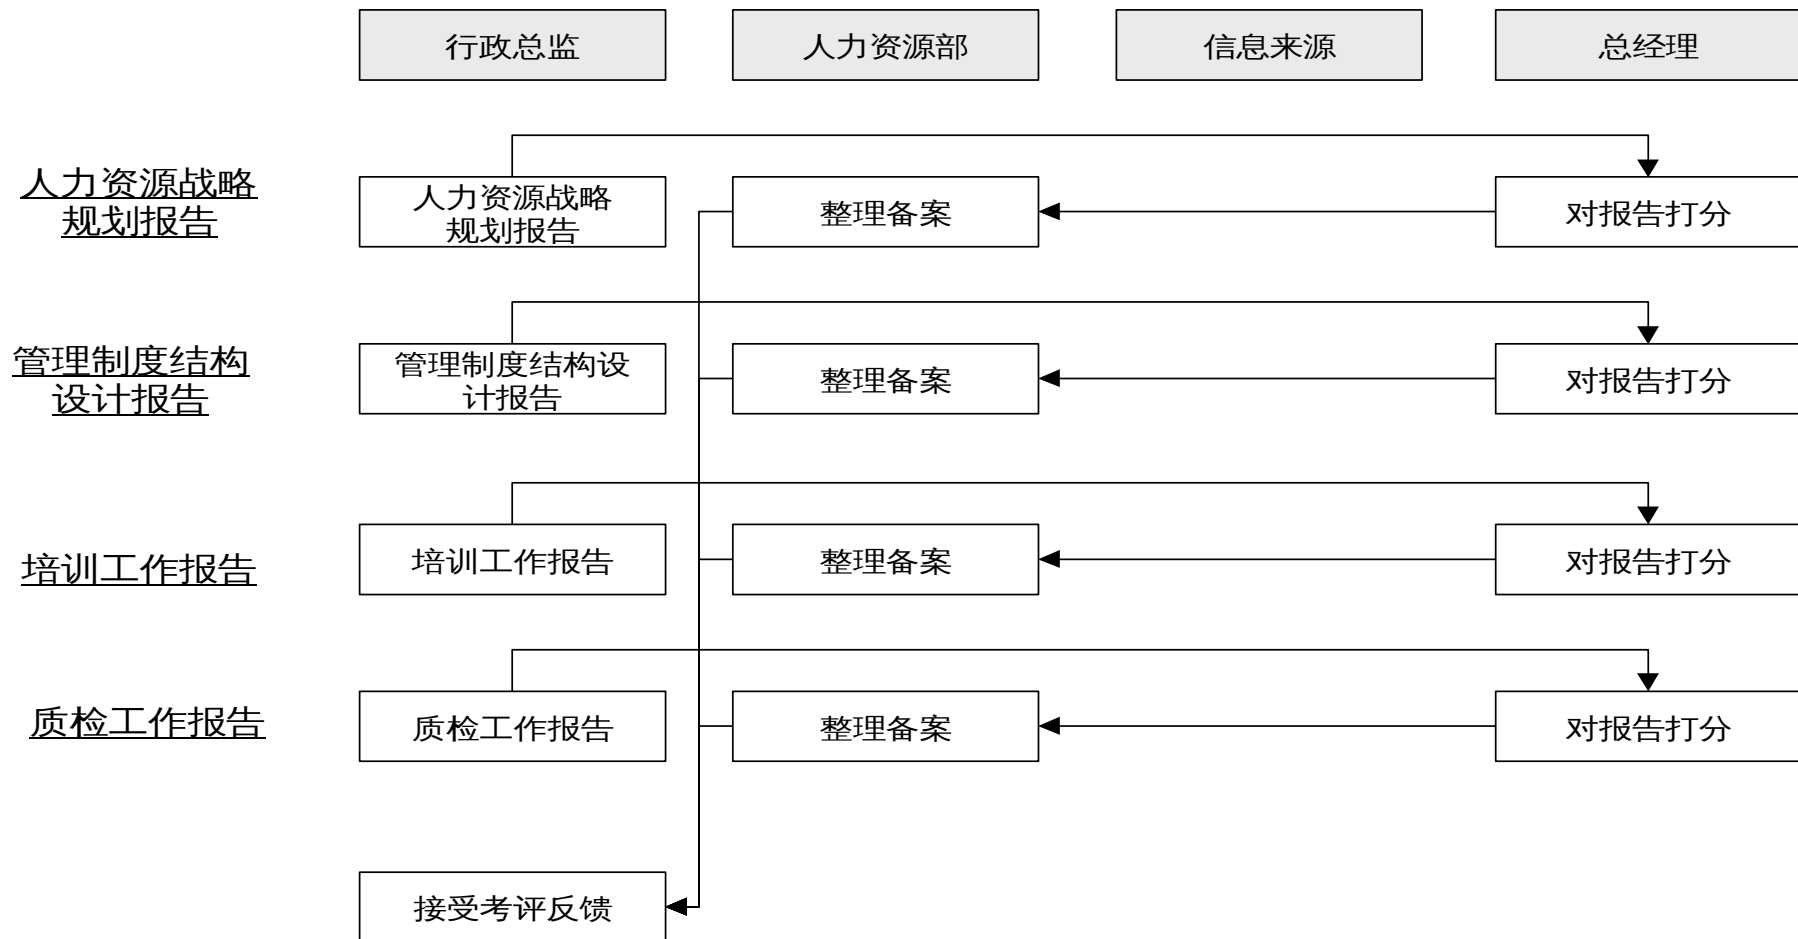 行政总监
人力资源部
信息来源
总经理
人力资源战略
规划报告
人力资源战略
规划报告
整理备案
对报告打分
管理制度结构
设计报告
管理制度结构设
计报告
整理备案
对报告打分
培训工作报告
培训工作报告
整理备案
对报告打分
质检工作报告
质检工作报告
整理备案
对报告打分
接受考评反馈